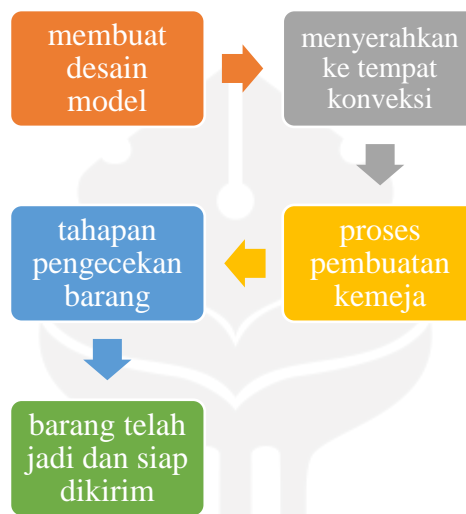 membuat
desain
model
menyerahkan
ke tempat
konveksi
proses
pembuatan
kemeja
tahapan
pengecekan
barang
barang telah
jadi dan siap
dikirim